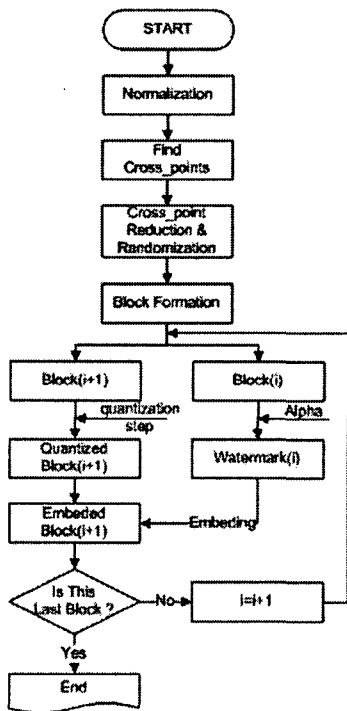 START
Normalization
Find
Cross_points
Cross_point
Reduction &
Randomization
Block Formation
Block(i+1)
Block(i)
quantization
step
Alpha
Quantized
Block(i+1)
Watermark(i)
Embeded
Block(i+1)
Embeding
Is This
Last Block ?
No
i=i+1
Yes
End